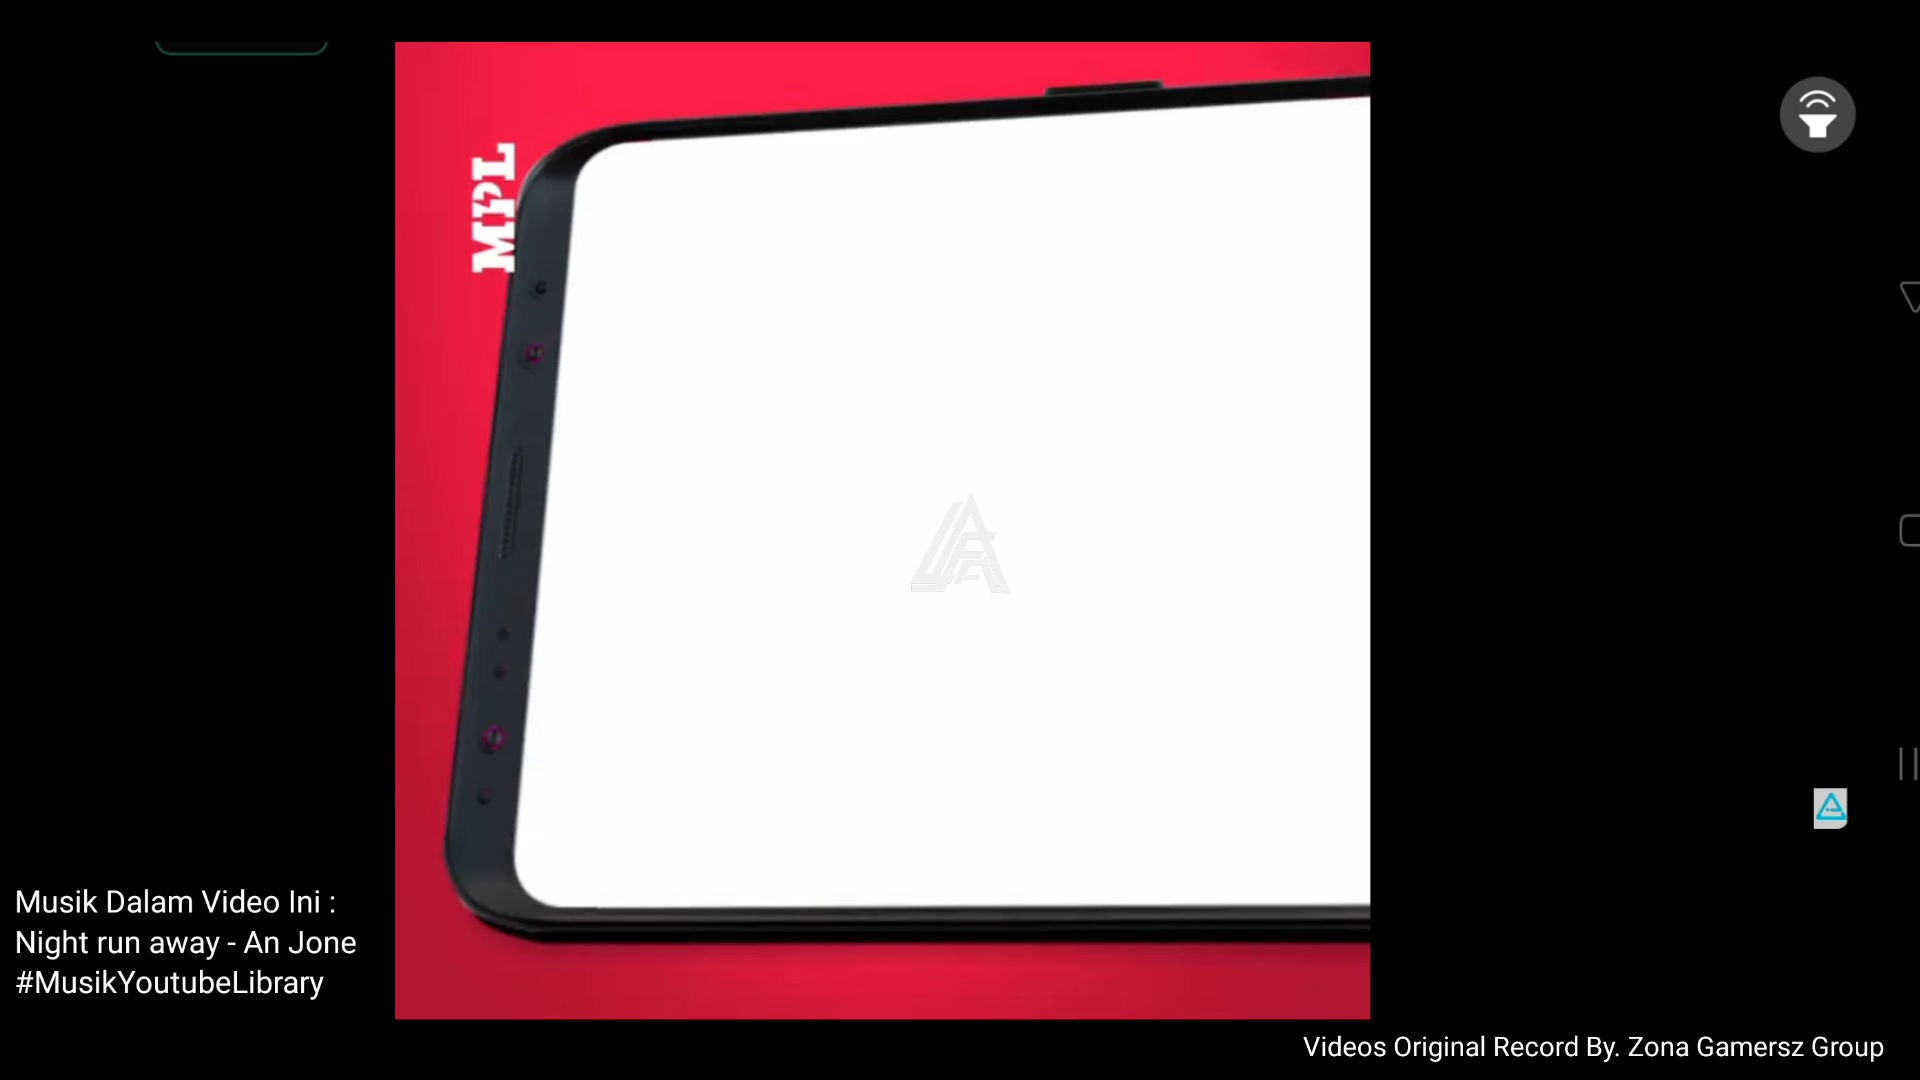 MPL
Musik Dalam Video Ini :
Night run away - An Jone
#MusikYoutubeLibrary
Videos Original Record By. Zona Gamersz Group